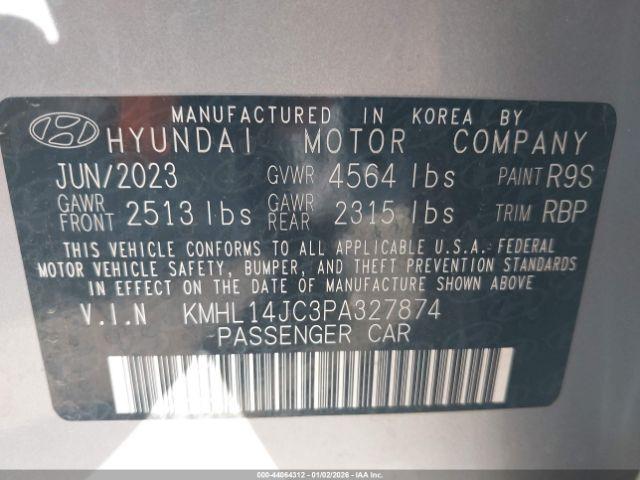 MANUFACTURED IN KOREA BY
HYUNDAI MOTOR COMPANY
JUN/2023 GVWR 4564 lbs PAINT R9S
GAWR FRONT 2513 lbs GAWR REAR 2315 lbs TRIM RBP
THIS VEHICLE CONFORMS TO ALL APPLICABLE U.S.A. FEDERAL
MOTOR VEHICLE SAFETY, BUMPER, AND THEFT PREVENTION STANDARDS
IN EFFECT ON THE DATE OF MANUFACTURE SHOWN ABOVE
V.I.N KMHL14JC3PA327874
PASSENGER CAR
000-44064312 - 01/02/2026 - IAA Inc.